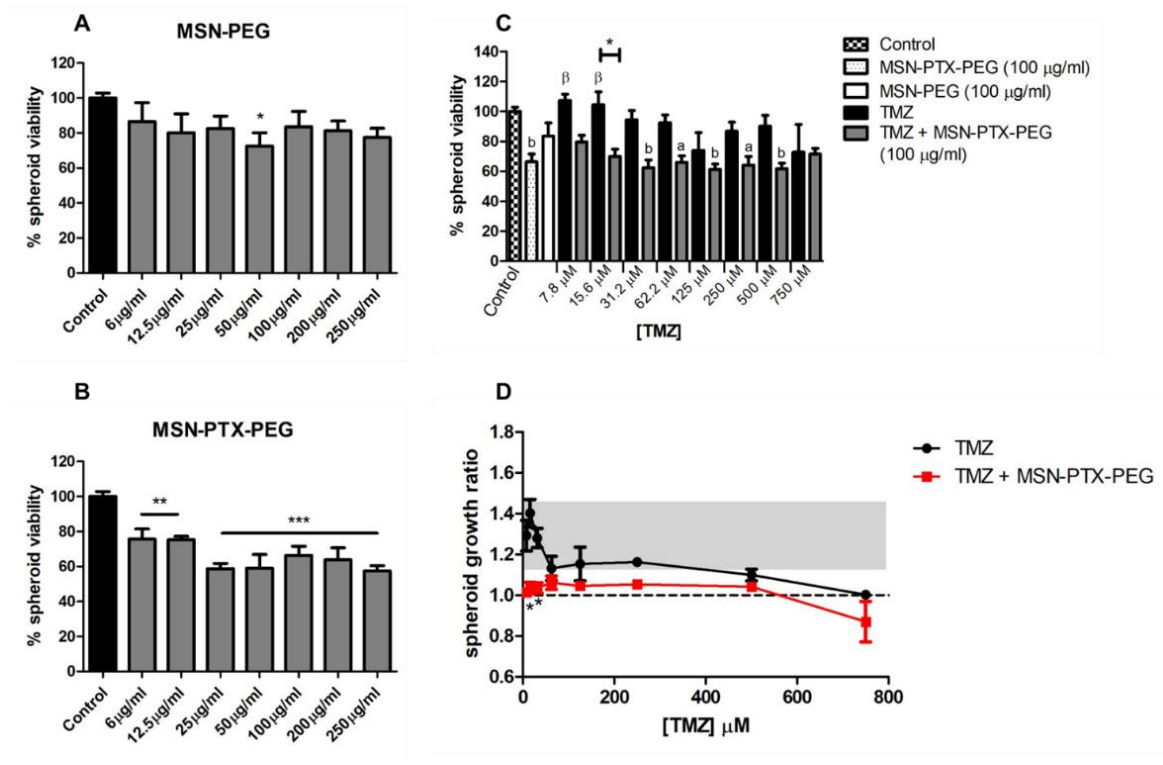 A
MSN-PEG
% spheroid viability
140
120
100
80
60
40
20
0
Control
6µg/ml
12.5µg/ml
25µg/ml
50µg/ml
100µg/ml
200µg/ml
250µg/ml
*
C
% spheroid viability
140
120
100
80
60
40
20
0
b
β
β
*
b
a
b
a
b
Control
7.8 µM
15.6 µM
31.2 µM
62.2 µM
125 µM
250 µM
500 µM
750 µM
[TMZ]
Control
MSN-PTX-PEG (100 µg/ml)
MSN-PEG (100 µg/ml)
TMZ
TMZ + MSN-PTX-PEG
(100 µg/ml)
B
MSN-PTX-PEG
% spheroid viability
120
100
80
60
40
20
0
**
***
Control
6µg/ml
12.5µg/ml
25µg/ml
50µg/ml
100µg/ml
200µg/ml
250µg/ml
D
spheroid growth ratio
1.8
1.6
1.4
1.2
1.0
0.8
0.6
* *
0
200
400
600
800
[TMZ] µM
TMZ
TMZ + MSN-PTX-PEG